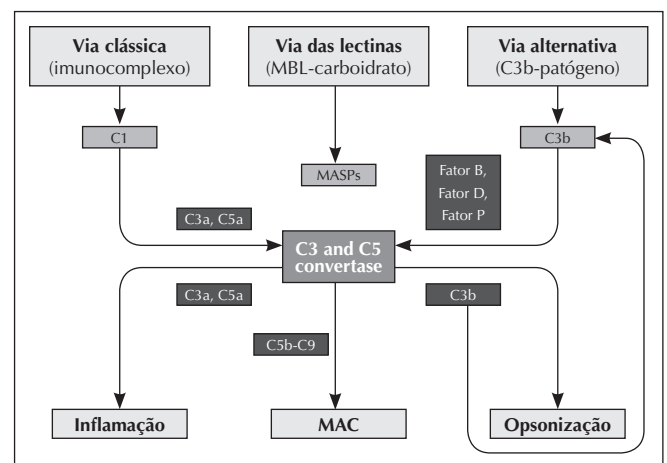 Via clássica
(imunocomplexo)
Via das lectinas
(MBL-carboidrato)
Via alternativa
(C3b-patógeno)
C1
MASPs
C3b
Fator B,
Fator D,
Fator P
C3a, C5a
C3 and C5
convertase
C3a, C5a
C3b
C5b-C9
Inflamação
MAC
Opsonização